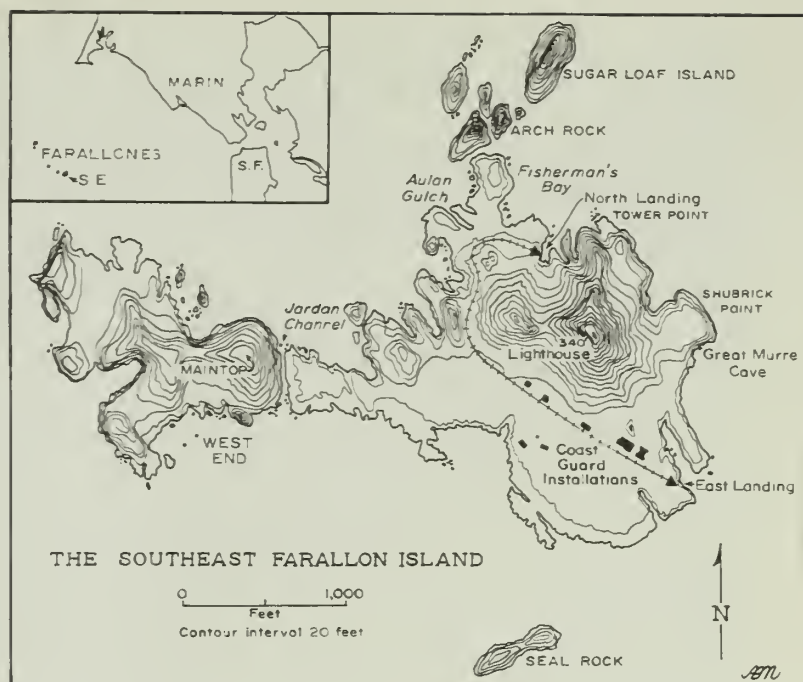 MARIN
FARALLONES
S.E.
S.F.
SUGAR LOAF ISLAND
ARCH ROCK
Aulon
Gulch
Fisherman's
Bay
North Landing
TOWER POINT
Jordan
Channel
SHUBRICK
POINT
340'
Lighthouse
Great Murre
Cave
MAINTOP
WEST
END
Coast
Guard
Installations
East Landing
THE SOUTHEAST FARALLON ISLAND
0 1,000
Feet
Contour interval 20 feet
N
SEAL ROCK